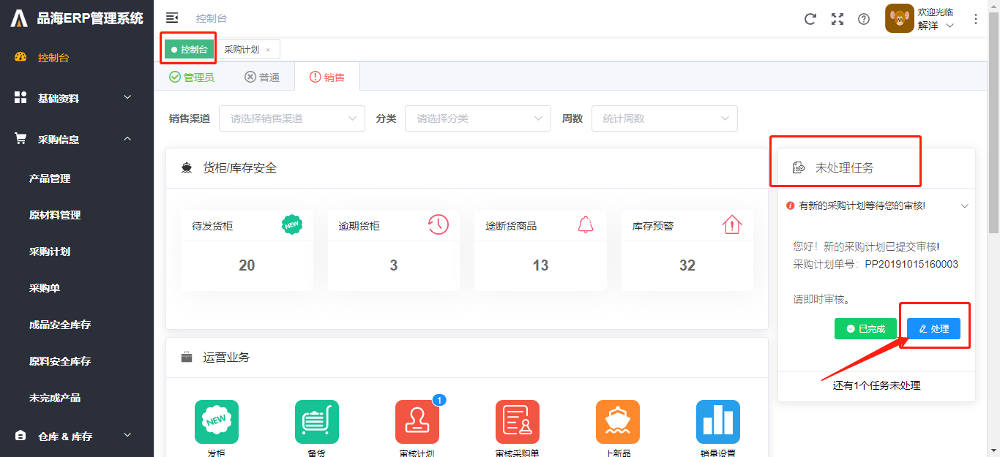 品海ERP管理系统
控制台
欢迎光临
解洋
控制台
控制台
采购计划 ×
基础资料
采购信息
产品管理
原材料管理
采购计划
采购单
成品安全库存
原料安全库存
未完成产品
仓库 & 库存
管理员
普通
销售
销售渠道 请选择销售渠道
分类 请选择分类
周数 统计周数
货柜/库存安全
待发货柜 NEW
20
逾期货柜
3
途断货商品
13
库存预警
32
未处理任务
有新的采购计划等待您的审核!
您好！新的采购计划已提交审核!
采购计划单号：PP20191015160003
请即时审核。
已完成
处理
还有1个任务未处理
运营业务
NEW
1
发柜
备货
审核计划
审核采购单
上新品
销量设置